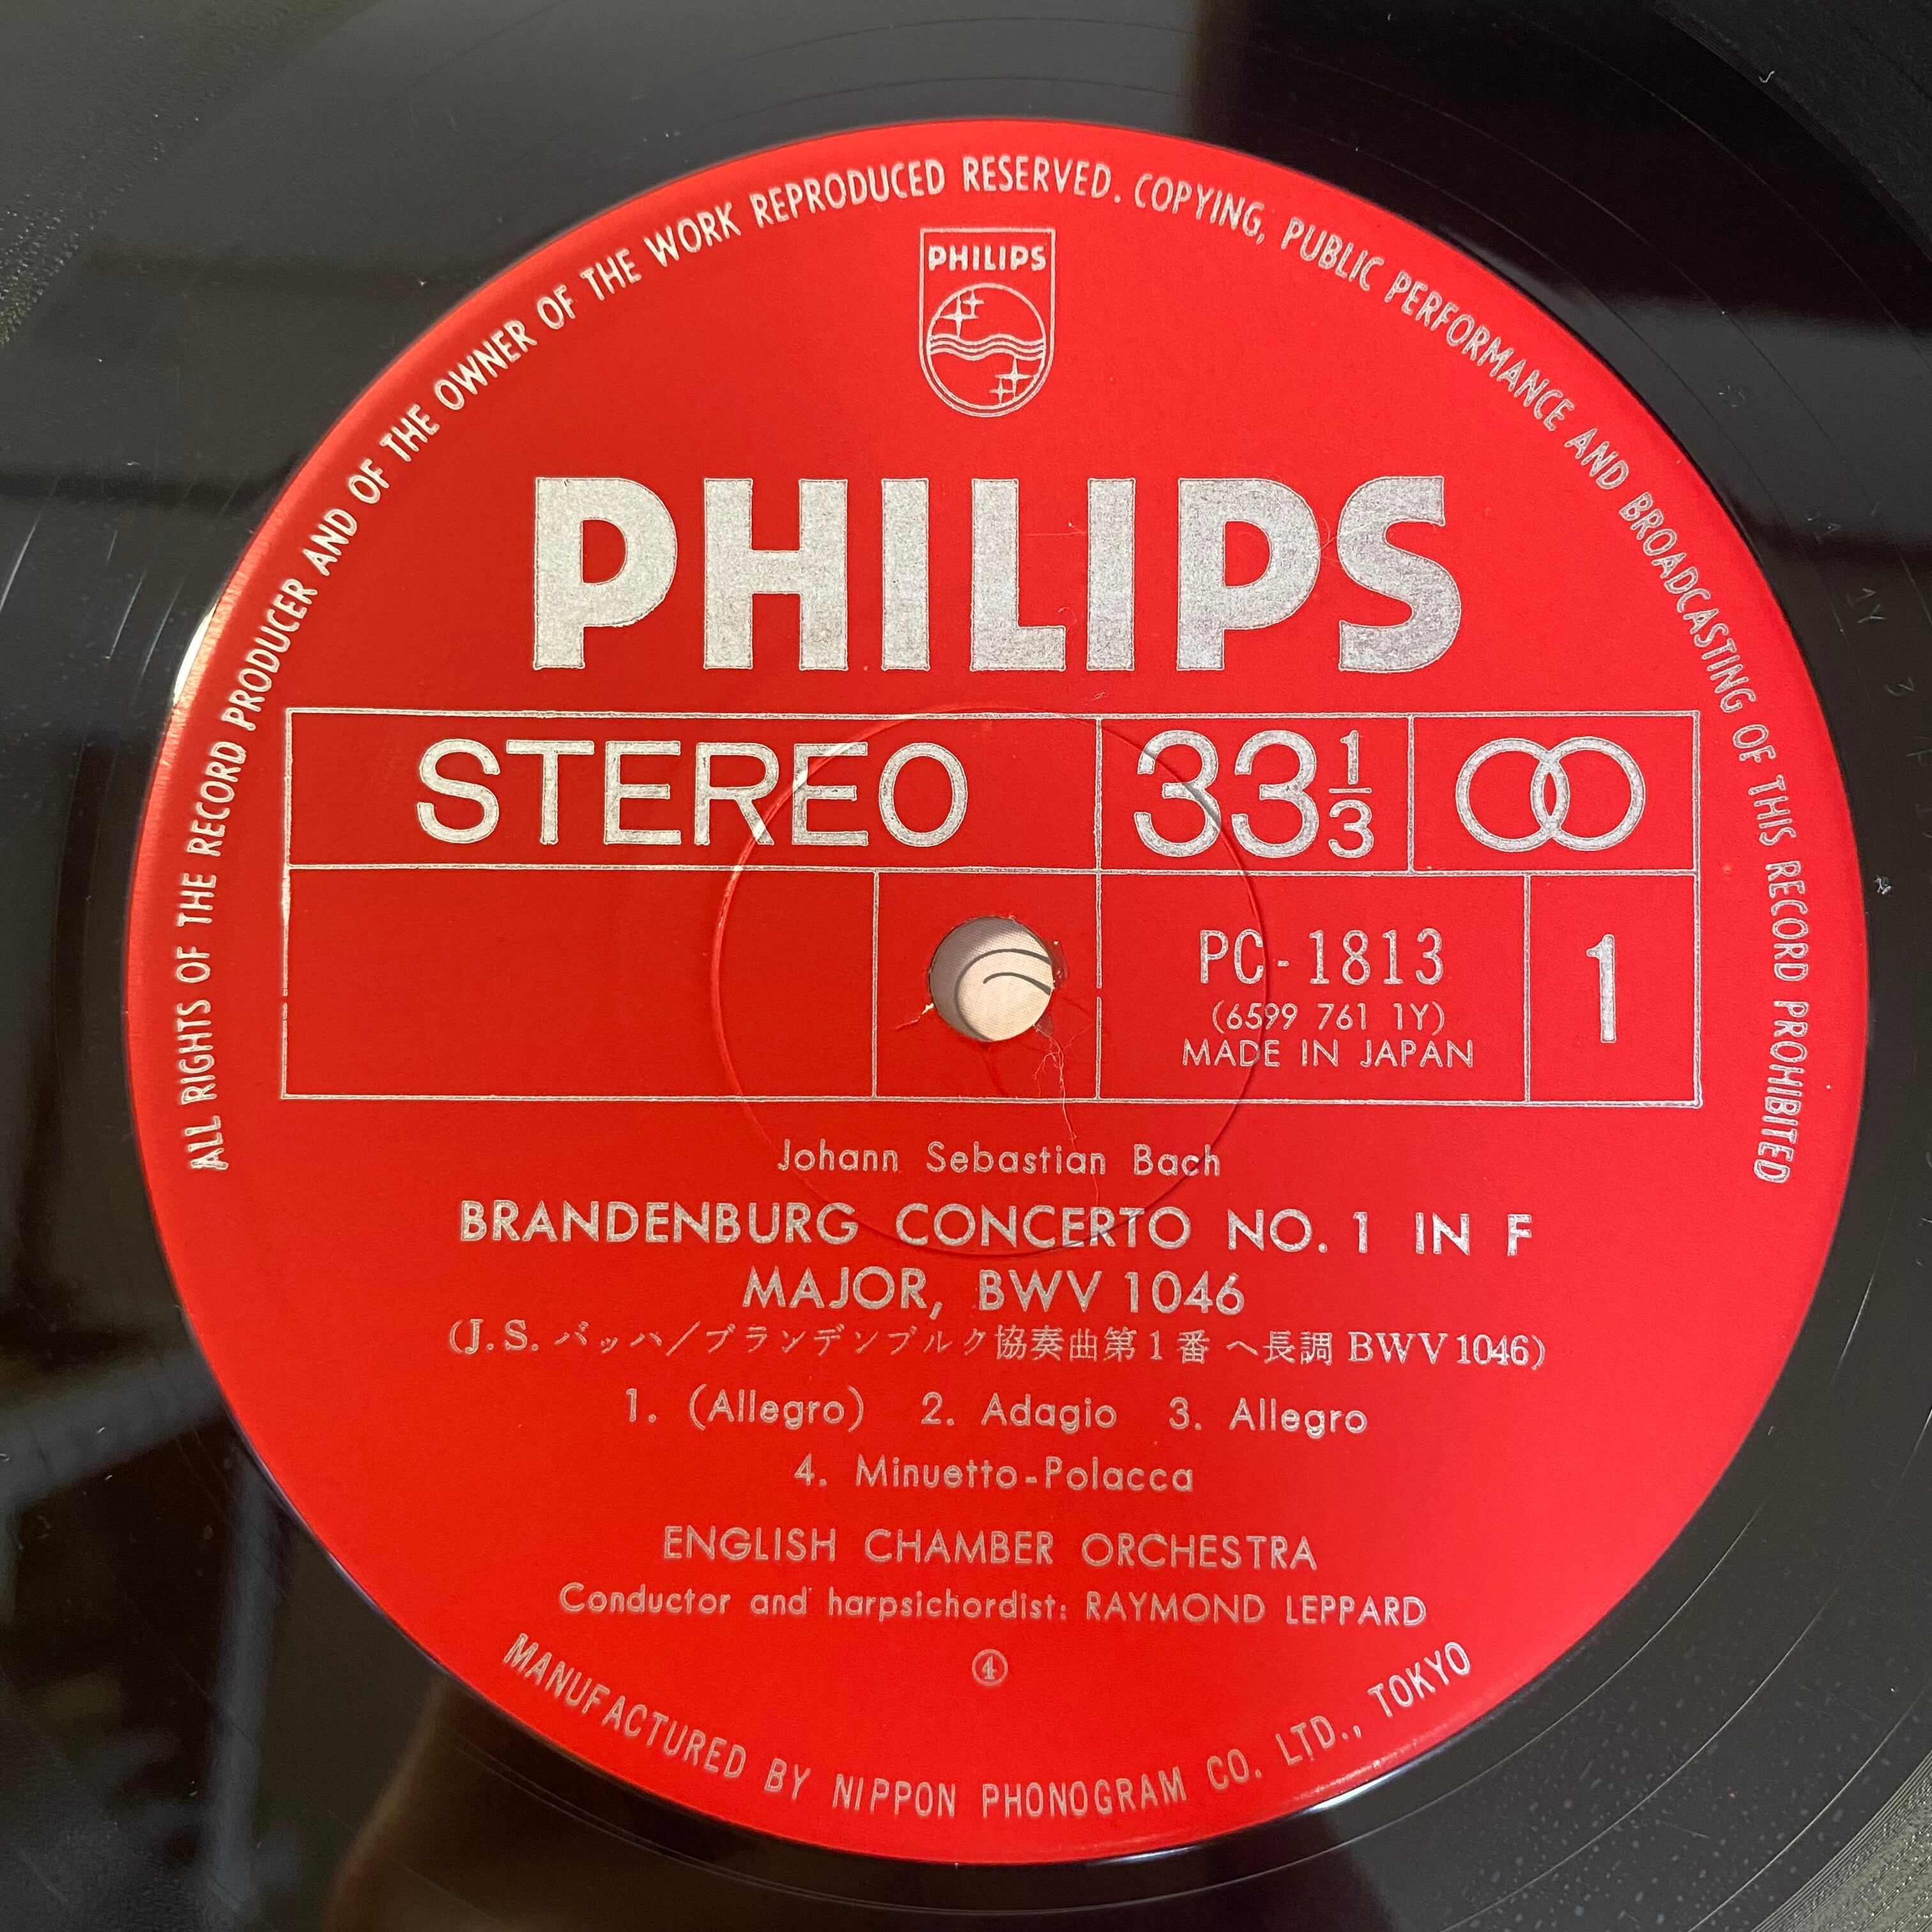 ALL RIGHTS OF THE RECORD PRODUCER AND OF THE OWNER OF THE WORK REPRODUCED RESERVED. COPYING, PUBLIC PERFORMANCE AND BROADCASTING OF THIS RECORD PROHIBITED
PHILIPS
PHILIPS
STEREO 33 1/3
PC-1813 1
(6599 761 1Y)
MADE IN JAPAN
Johann Sebastian Bach
BRANDENBURG CONCERTO NO. 1 IN F
MAJOR, BWV 1046
(J.S. バッハ/ブランデンブルク協奏曲第1番 ヘ長調 BWV 1046)
1. (Allegro) 2. Adagio 3. Allegro
4. Minuetto-Polacca
ENGLISH CHAMBER ORCHESTRA
Conductor and harpsichordist: RAYMOND LEPPARD
④
MANUFACTURED BY NIPPON PHONOGRAM CO. LTD., TOKYO